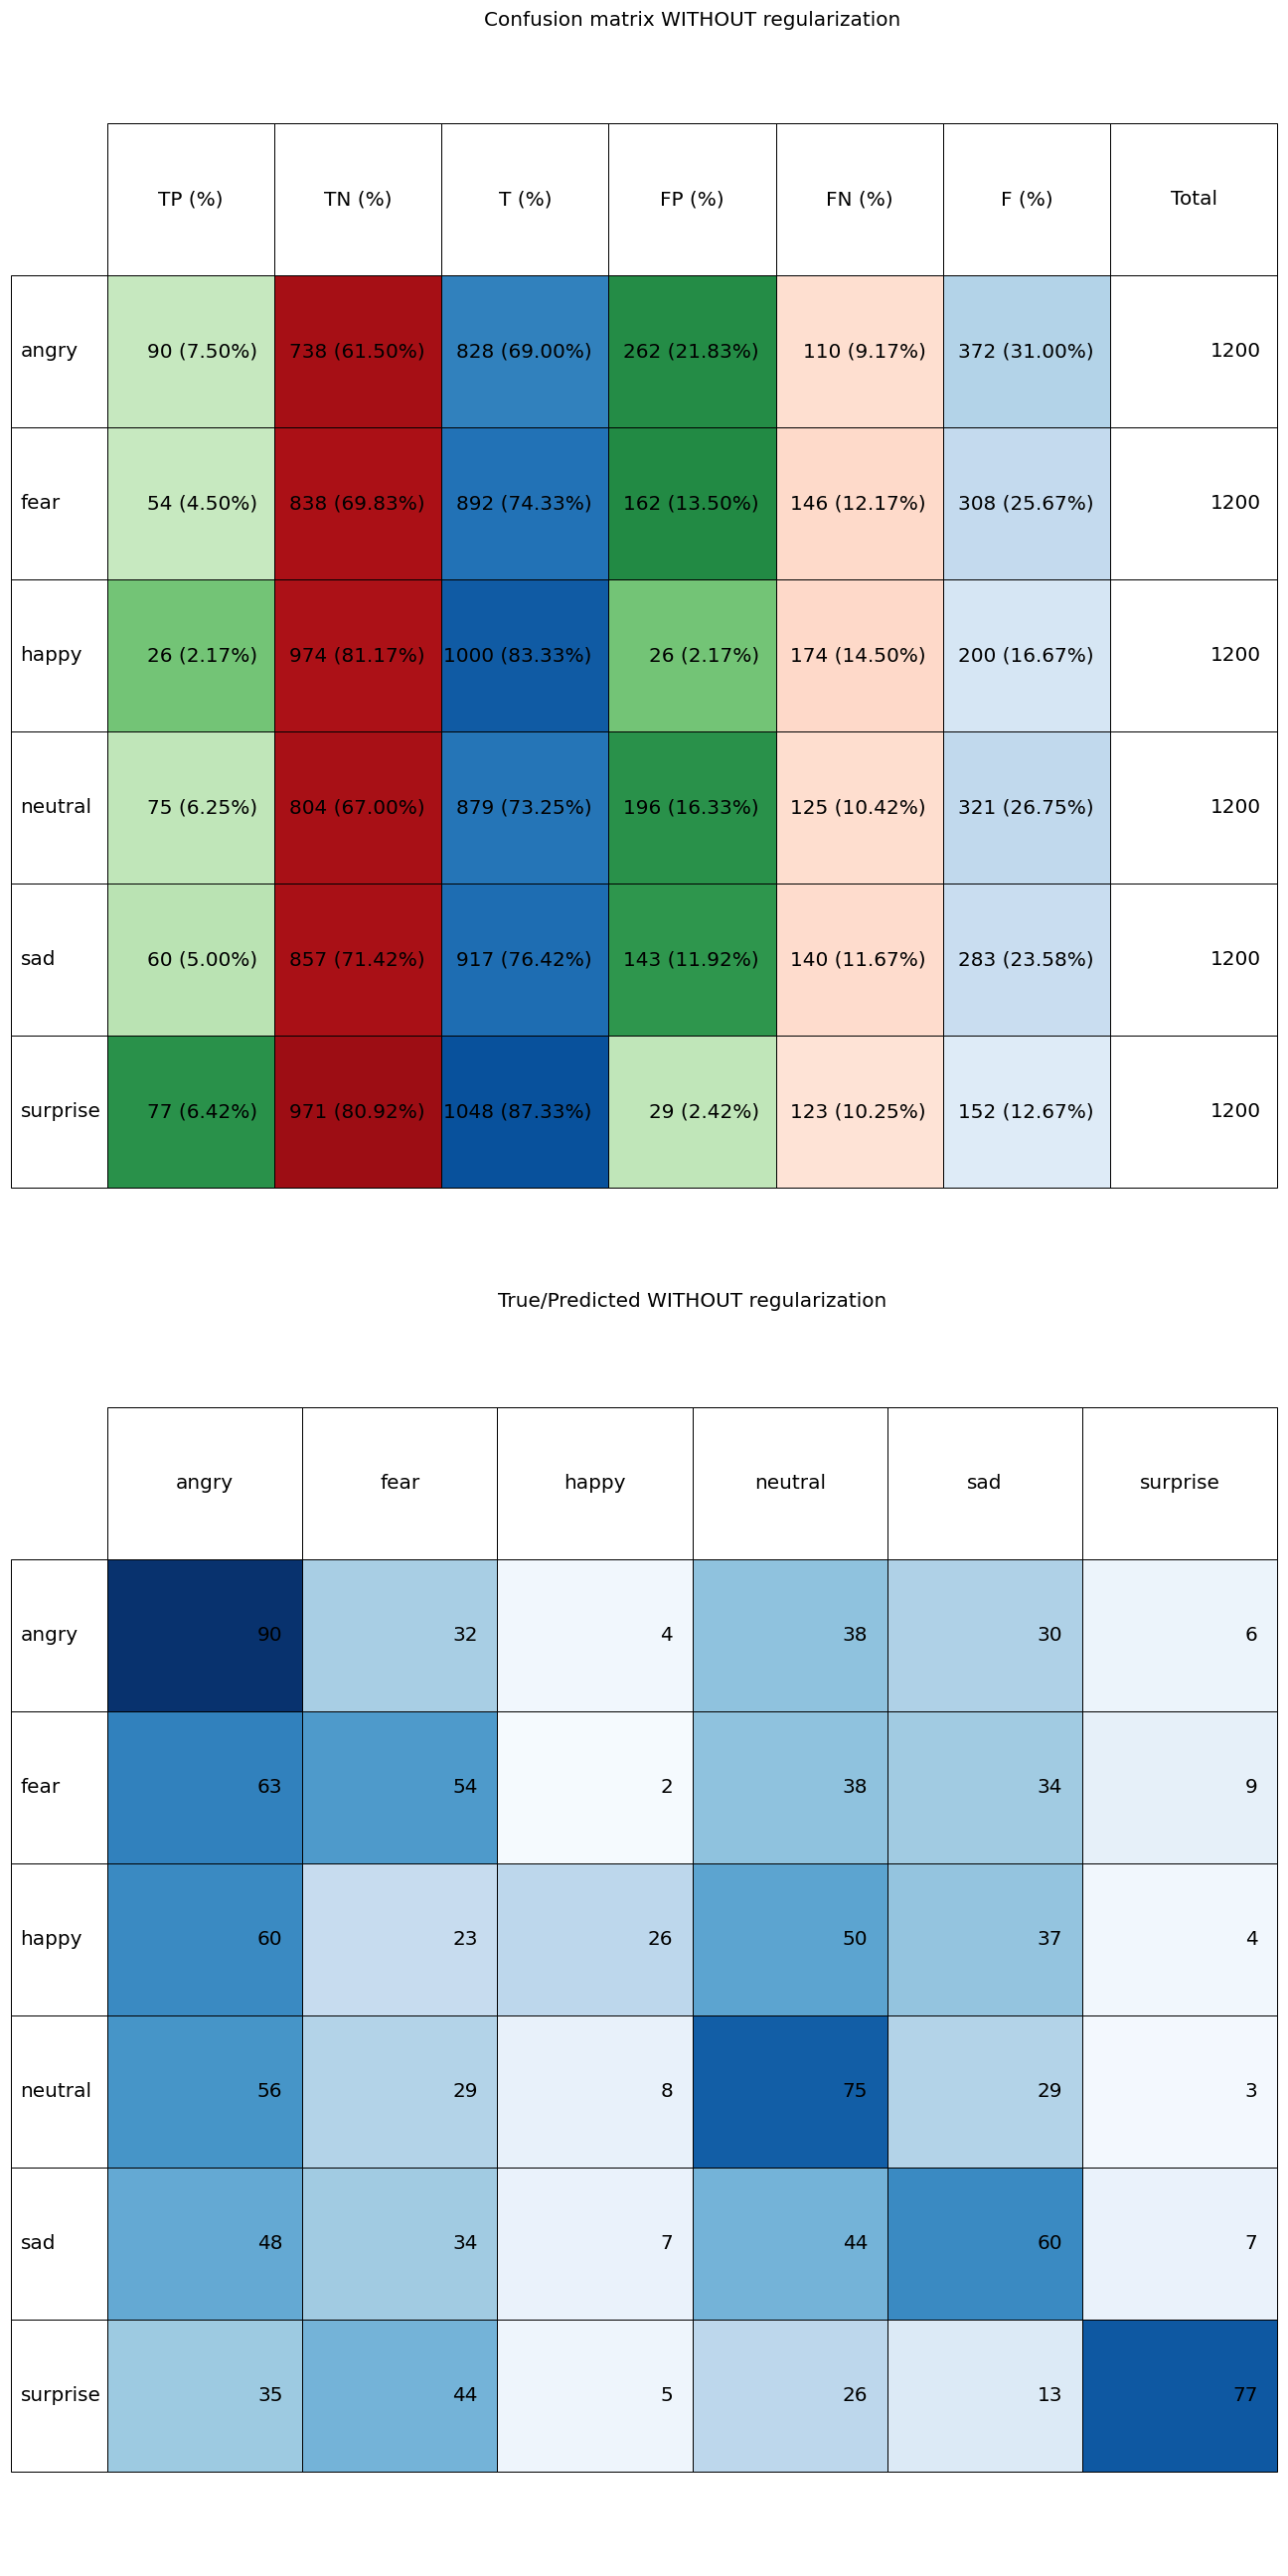 Confusion matrix WITHOUT regularization
TP (%) TN (%) T (%) FP (%) FN (%) F (%) Total
angry 90 (7.50%) 738 (61.50%) 828 (69.00%) 262 (21.83%) 110 (9.17%) 372 (31.00%) 1200
fear 54 (4.50%) 838 (69.83%) 892 (74.33%) 162 (13.50%) 146 (12.17%) 308 (25.67%) 1200
happy 26 (2.17%) 974 (81.17%) 1000 (83.33%) 26 (2.17%) 174 (14.50%) 200 (16.67%) 1200
neutral 75 (6.25%) 804 (67.00%) 879 (73.25%) 196 (16.33%) 125 (10.42%) 321 (26.75%) 1200
sad 60 (5.00%) 857 (71.42%) 917 (76.42%) 143 (11.92%) 140 (11.67%) 283 (23.58%) 1200
surprise 77 (6.42%) 971 (80.92%) 1048 (87.33%) 29 (2.42%) 123 (10.25%) 152 (12.67%) 1200
True/Predicted WITHOUT regularization
angry fear happy neutral sad surprise
angry 90 32 4 38 30 6
fear 63 54 2 38 34 9
happy 60 23 26 50 37 4
neutral 56 29 8 75 29 3
sad 48 34 7 44 60 7
surprise 35 44 5 26 13 77